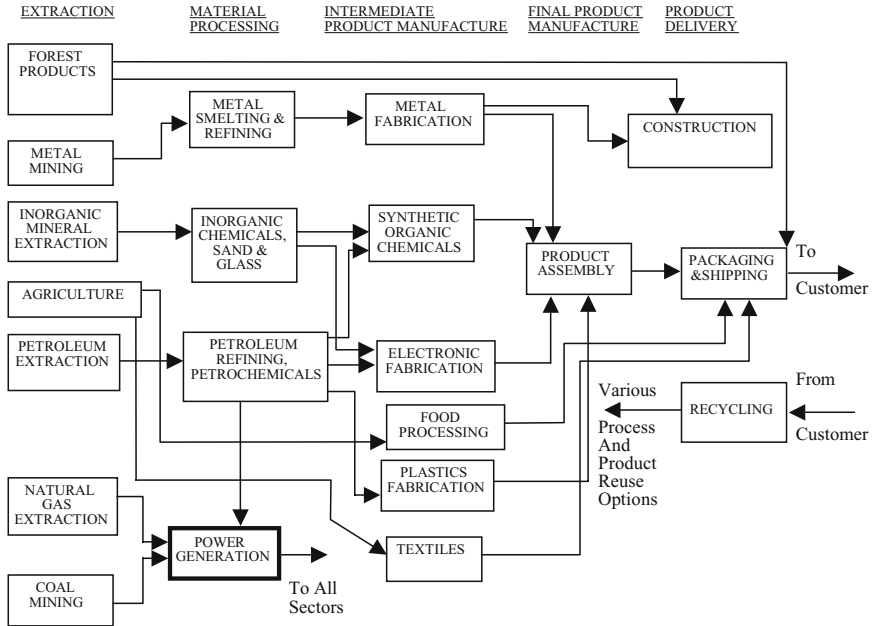 EXTRACTION
MATERIAL
PROCESSING
INTERMEDIATE
PRODUCT MANUFACTURE
FINAL PRODUCT
MANUFACTURE
PRODUCT
DELIVERY
FOREST
PRODUCTS
METAL
SMELTING &
REFINING
METAL
FABRICATION
CONSTRUCTION
METAL
MINING
INORGANIC
MINERAL
EXTRACTION
INORGANIC
CHEMICALS,
SAND &
GLASS
SYNTHETIC
ORGANIC
CHEMICALS
PRODUCT
ASSEMBLY
PACKAGING
&SHIPPING
To
Customer
AGRICULTURE
PETROLEUM
EXTRACTION
PETROLEUM
REFINING,
PETROCHEMICALS
ELECTRONIC
FABRICATION
FOOD
PROCESSING
PLASTICS
FABRICATION
Various
Process
And
Product
Reuse
Options
RECYCLING
From
Customer
NATURAL
GAS
EXTRACTION
POWER
GENERATION
TEXTILES
To All
Sectors
COAL
MINING